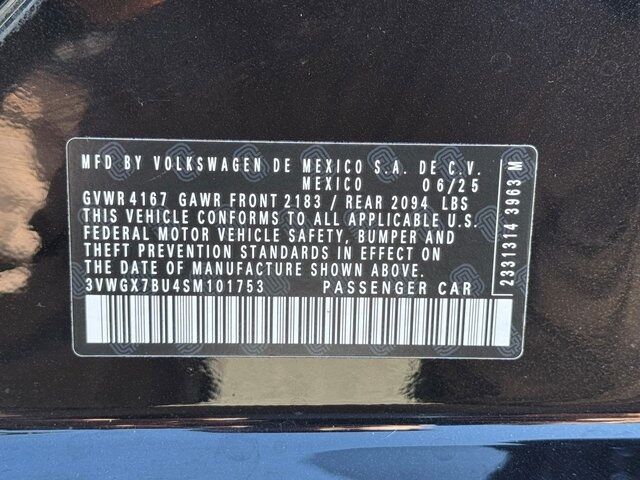 MFD BY VOLKSWAGEN DE MEXICO S.A. DE C.V.
MEXICO 06/25
GVWR 4167 GAWR FRONT 2183 / REAR 2094 LBS
THIS VEHICLE CONFORMS TO ALL APPLICABLE U.S.
FEDERAL MOTOR VEHICLE SAFETY, BUMPER AND
THEFT PREVENTION STANDARDS IN EFFECT ON
THE DATE OF MANUFACTURE SHOWN ABOVE.
3VWGX7BU4SM101753 PASSENGER CAR
2331314 3963 M